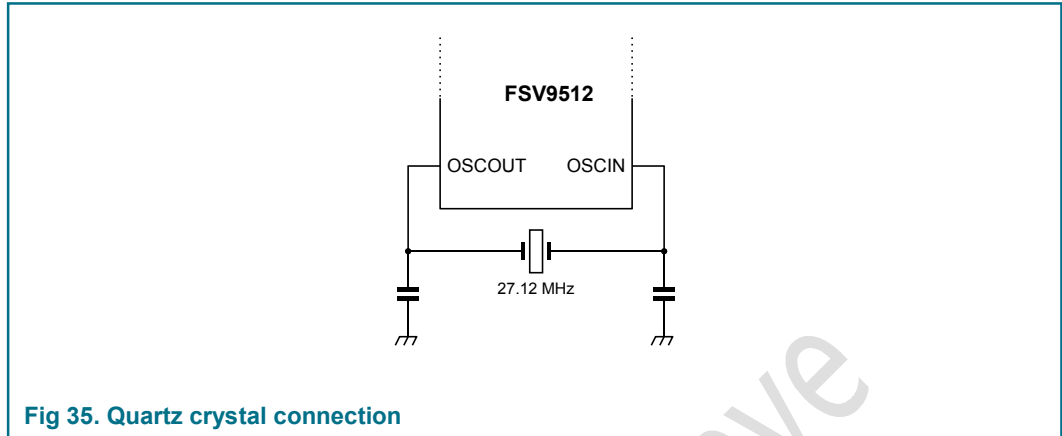 FSV9512
OSCOUT OSCIN
27.12 MHz
Fig 35. Quartz crystal connection